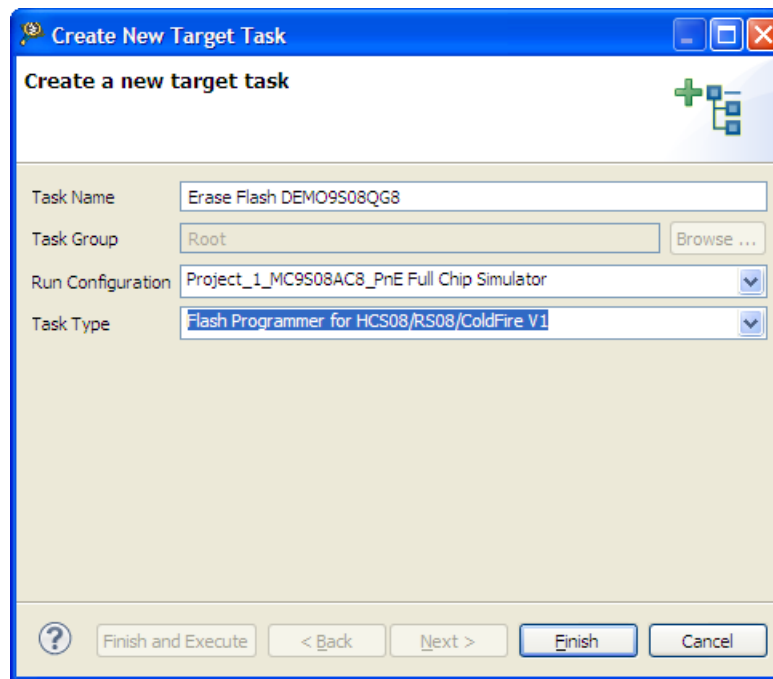 Create New Target Task
Create a new target task
Task Name Erase Flash DEMO9S08QG8
Task Group Root Browse ...
Run Configuration Project_1_MC9S08AC8_PnE Full Chip Simulator
Task Type Flash Programmer for HCS08/RS08/ColdFire V1
? Finish and Execute < Back Next > Finish Cancel